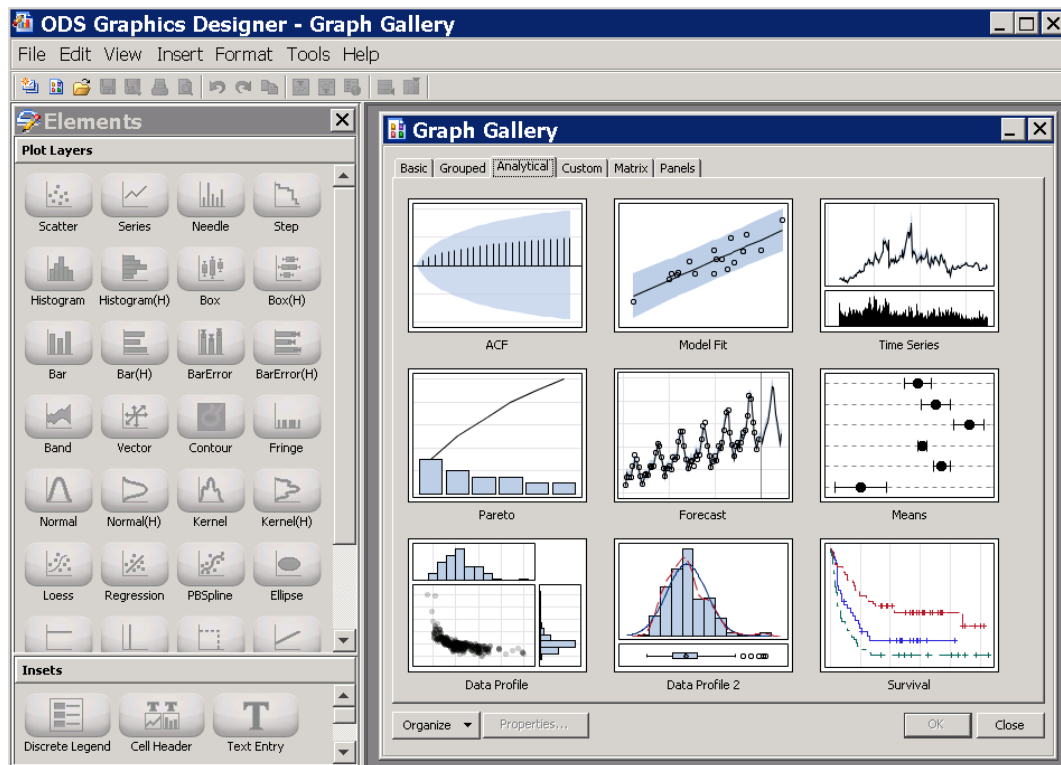 ODS Graphics Designer - Graph Gallery
File Edit View Insert Format Tools Help
Elements
Plot Layers
Scatter Series Needle Step
Histogram Histogram(H) Box Box(H)
Bar Bar(H) BarError BarError(H)
Band Vector Contour Fringe
Normal Normal(H) Kernel Kernel(H)
Loess Regression PBSpline Ellipse
Insets
Discrete Legend Cell Header Text Entry
Graph Gallery
Basic Grouped Analytical Custom Matrix Panels
ACF Model Fit Time Series
Pareto Forecast Means
Data Profile Data Profile 2 Survival
Organize Properties... OK Close